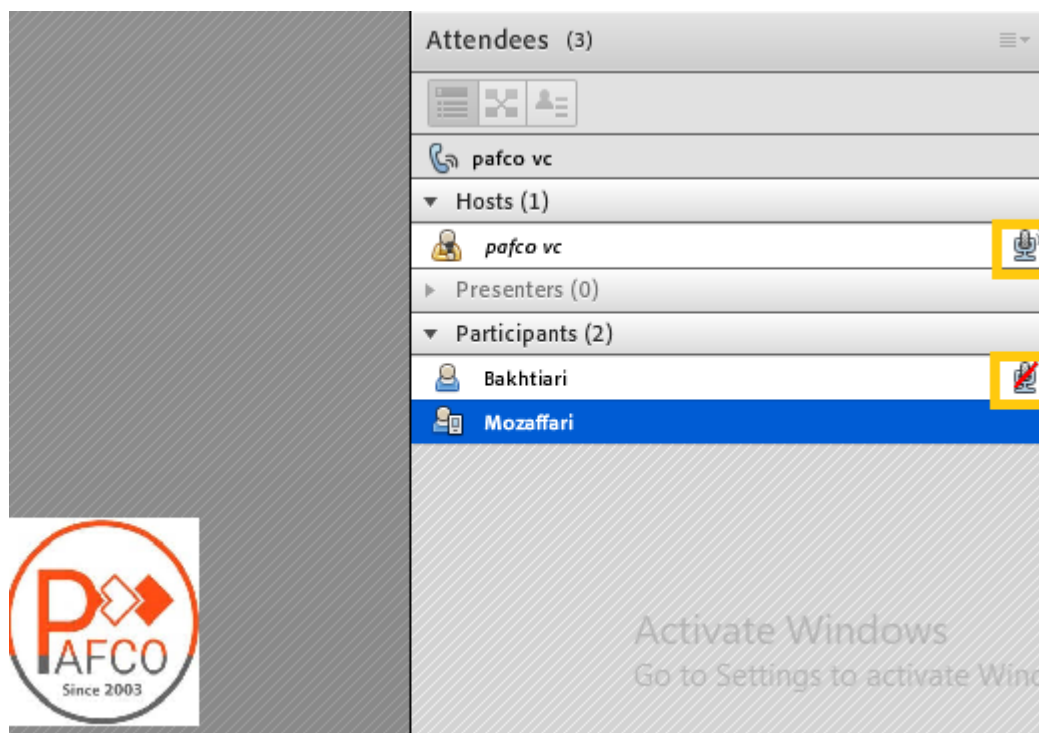 Attendees (3)
pafco vc
Hosts (1)
pafco vc
Presenters (0)
Participants (2)
Bakhtiari
Mozaffari
PAFCO
Since 2003
Activate Windows
Go to Settings to activate Wind